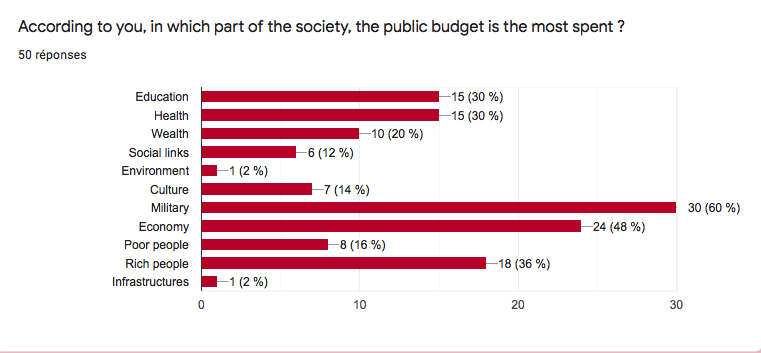 According to you, in which part of the society, the public budget is the most spent ?
50 réponses
Education 15 (30 %)
Health 15 (30 %)
Wealth 10 (20 %)
Social links 6 (12 %)
Environment 1 (2 %)
Culture 7 (14 %)
Military 30 (60 %)
Economy 24 (48 %)
Poor people 8 (16 %)
Rich people 18 (36 %)
Infrastructures 1 (2 %)
0 10 20 30